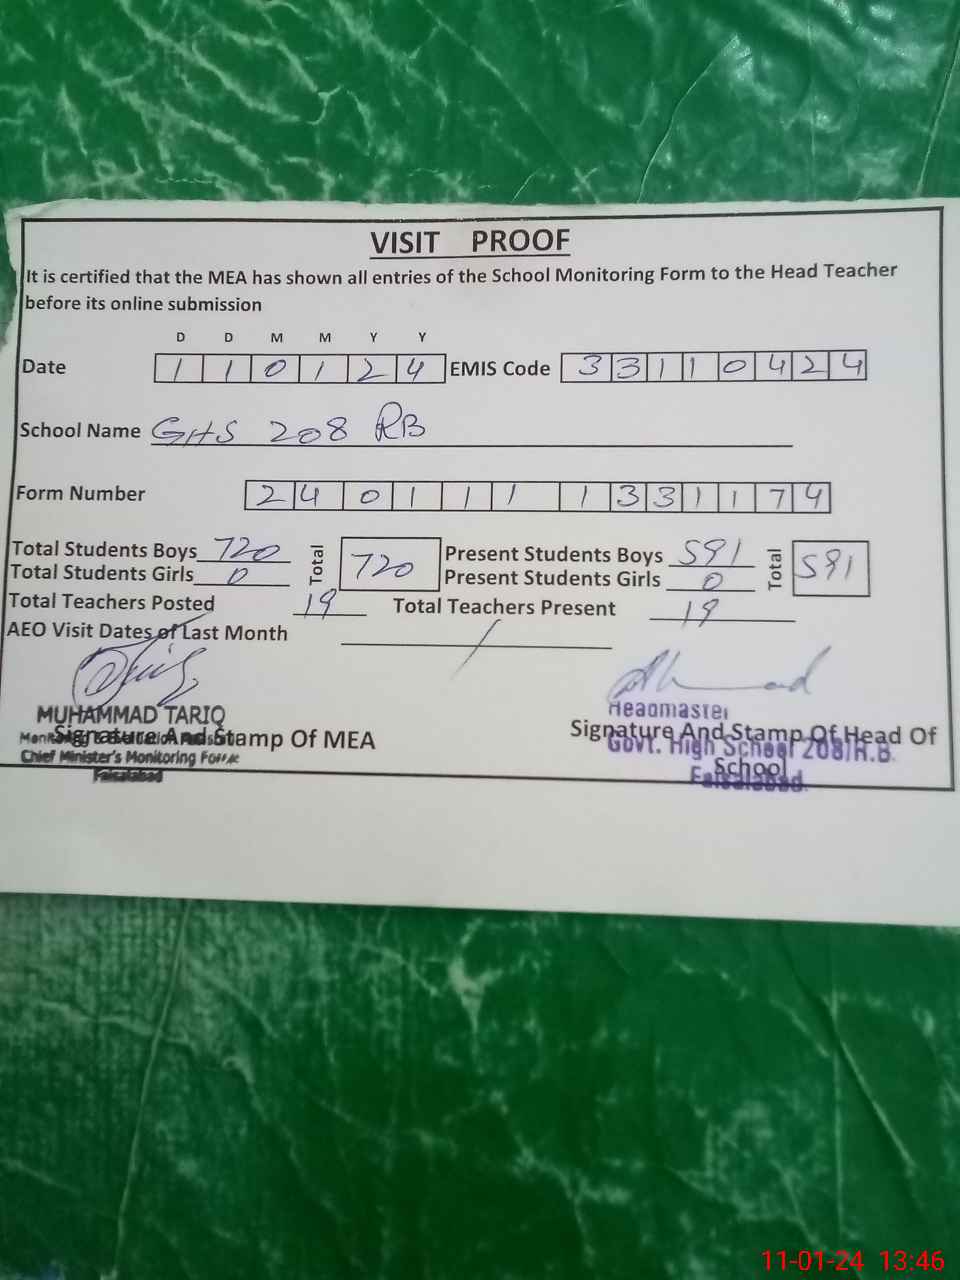 VISIT PROOF
It is certified that the MEA has shown all entries of the School Monitoring Form to the Head Teacher
before its online submission
D D M M Y Y
Date 1 1 0 1 2 4 EMIS Code 3 3 1 1 0 4 2 4
School Name GHS 208 RB
Form Number 2 4 0 1 1 1 1 3 3 1 1 7 4
Total Students Boys 720 Total 720 Present Students Boys 591 Total 591
Total Students Girls 0 Present Students Girls 0
Total Teachers Posted 19 Total Teachers Present 19
AEO Visit Dates of Last Month /
MUHAMMAD TARIQ
Signature And Stamp Of MEA
Chief Minister's Monitoring Force
Faisalabad
Headmaster
Signature And Stamp Of Head Of
Govt. High School 208/R.B.
School
Faisalabad.
11-01-24 13:46